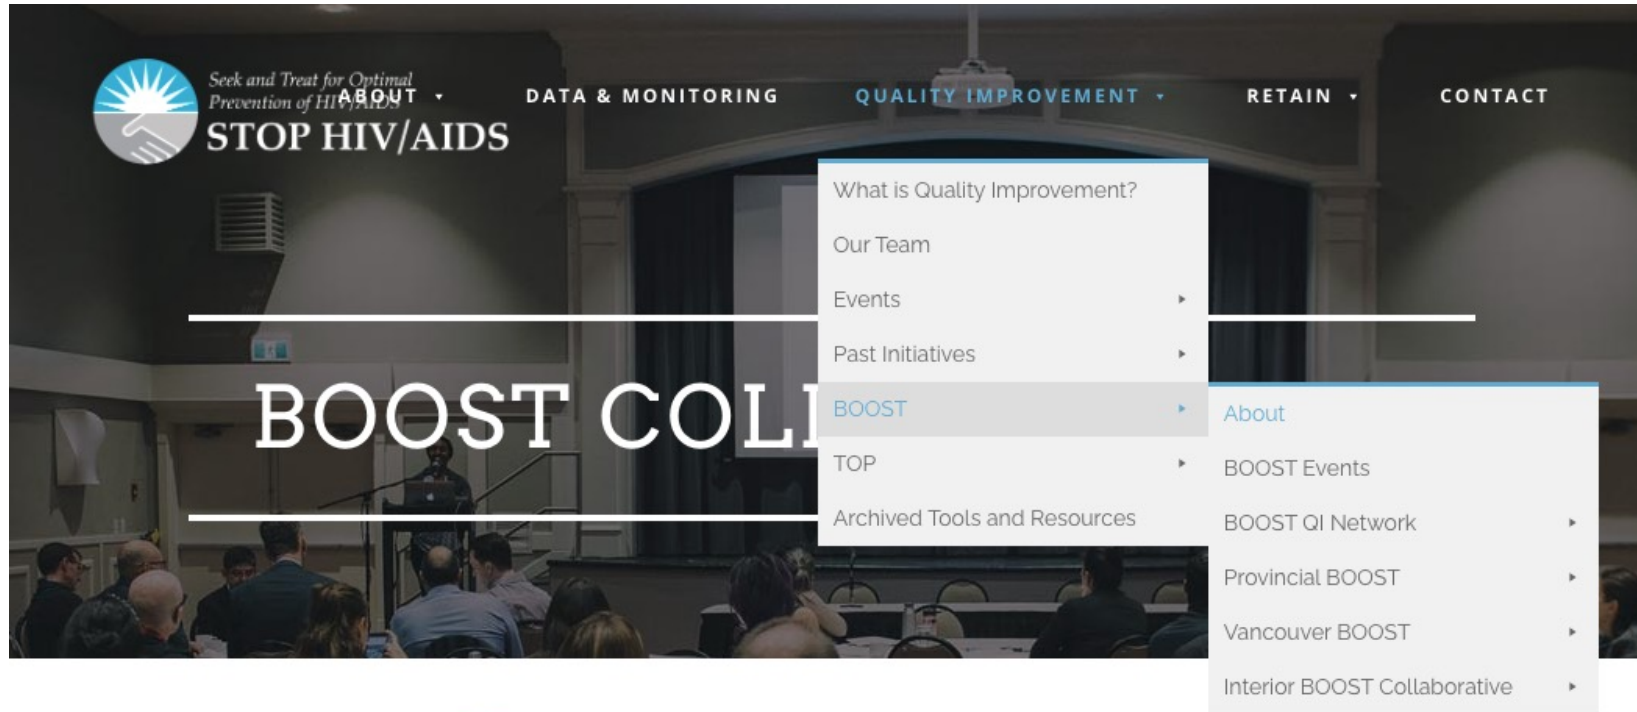 Seek and Treat for Optimal
Prevention of HIV/AIDS
STOP HIV/AIDS
ABOUT
DATA & MONITORING
QUALITY IMPROVEMENT
RETAIN
CONTACT
What is Quality Improvement?
Our Team
Events
Past Initiatives
BOOST
TOP
Archived Tools and Resources
About
BOOST Events
BOOST QI Network
Provincial BOOST
Vancouver BOOST
Interior BOOST Collaborative
BOOST COL